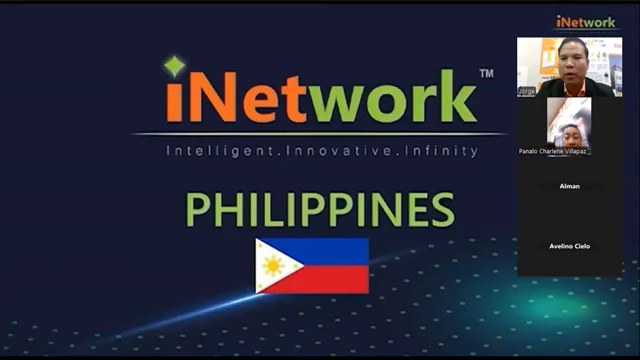 iNetwork
iNetwork™
Intelligent.Innovative.Infinity
PHILIPPINES
Jorge
Panalo Charlene Villapaz
Alman
Avelino Cielo